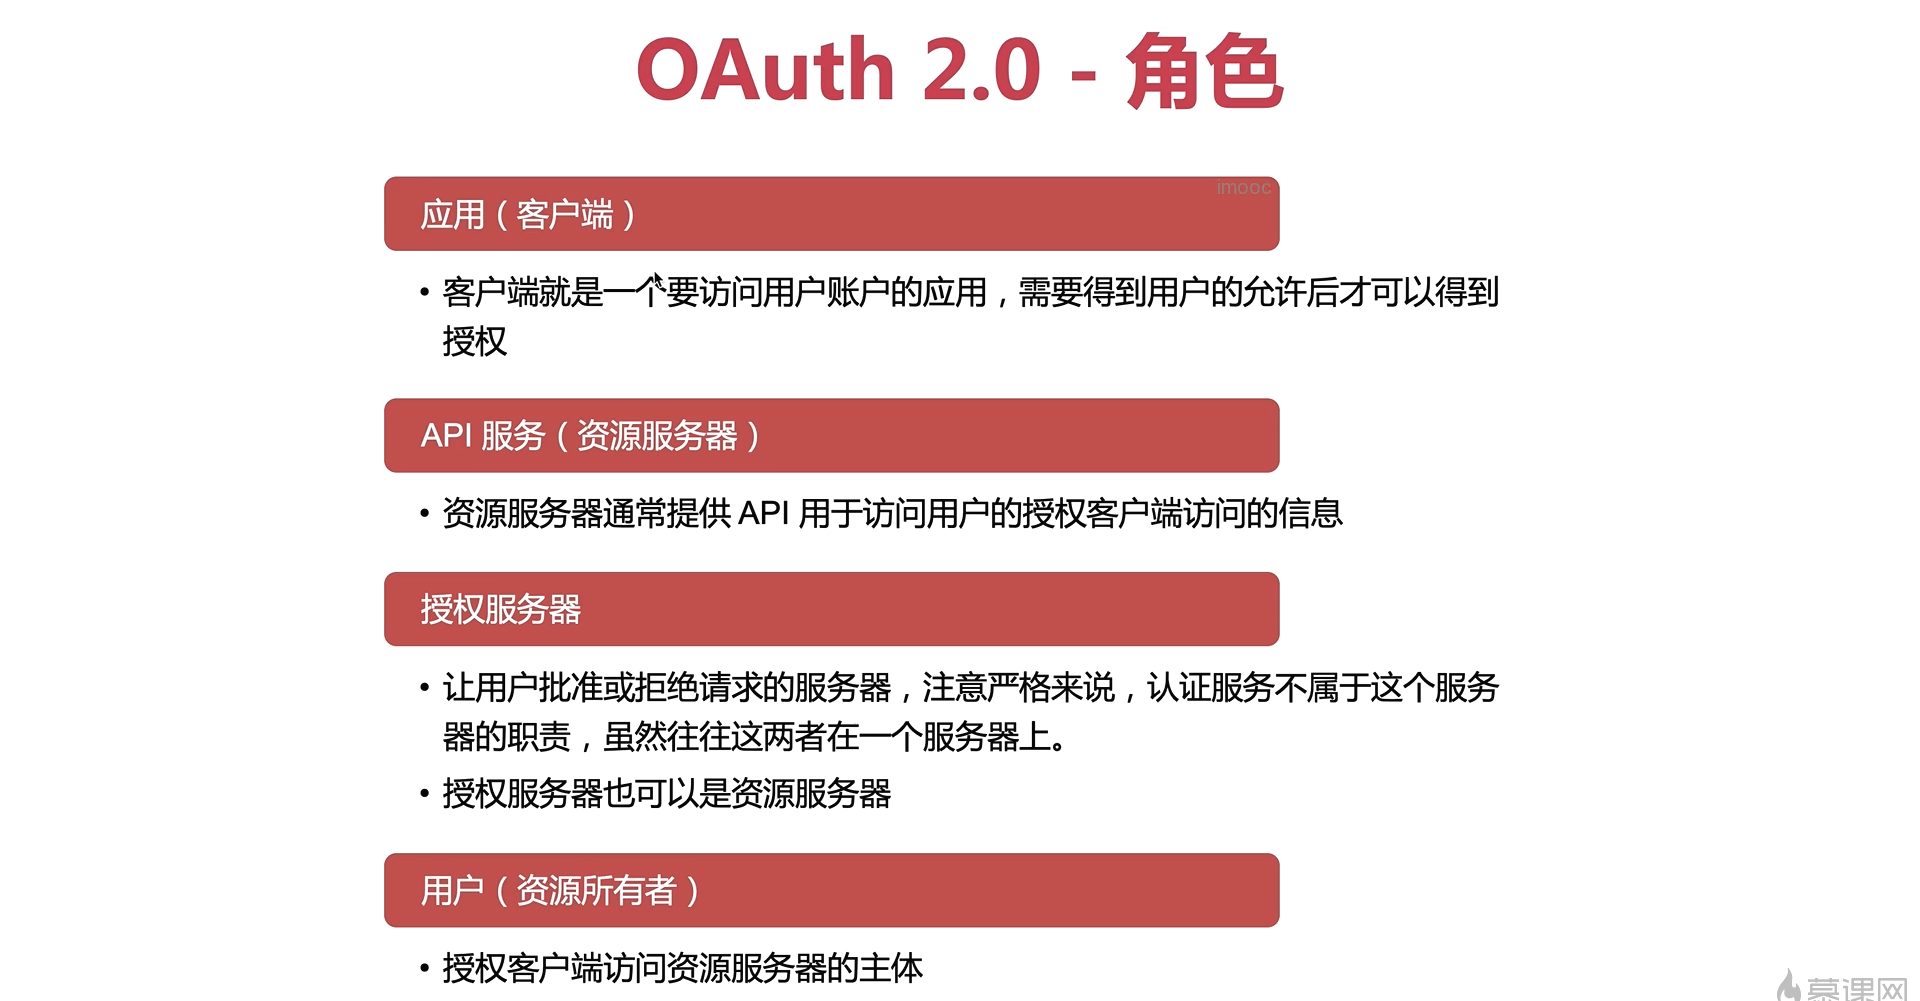 OAuth 2.0 - 角色
imooc
应用（客户端）
• 客户端就是一个要访问用户账户的应用，需要得到用户的允许后才可以得到
授权
API 服务（资源服务器）
• 资源服务器通常提供 API 用于访问用户的授权客户端访问的信息
授权服务器
• 让用户批准或拒绝请求的服务器，注意严格来说，认证服务不属于这个服务
器的职责，虽然往往这两者在一个服务器上。
• 授权服务器也可以是资源服务器
用户（资源所有者）
• 授权客户端访问资源服务器的主体
慕课网